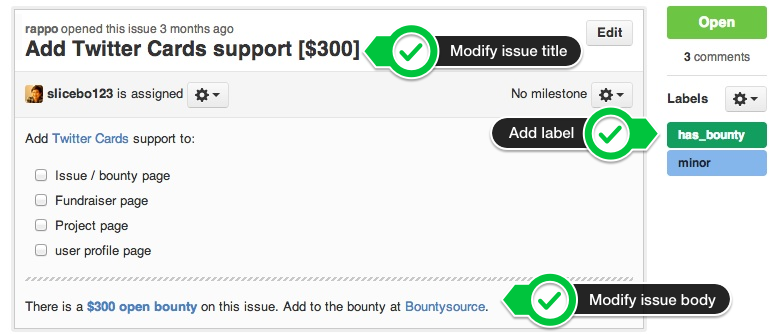 rappo opened this issue 3 months ago
Add Twitter Cards support [$300]
Modify issue title
Edit
Open
3 comments
slicebo123 is assigned
No milestone
Labels
Add label
has_bounty
minor
Add Twitter Cards support to:
Issue / bounty page
Fundraiser page
Project page
user profile page
There is a $300 open bounty on this issue. Add to the bounty at Bountysource.
Modify issue body